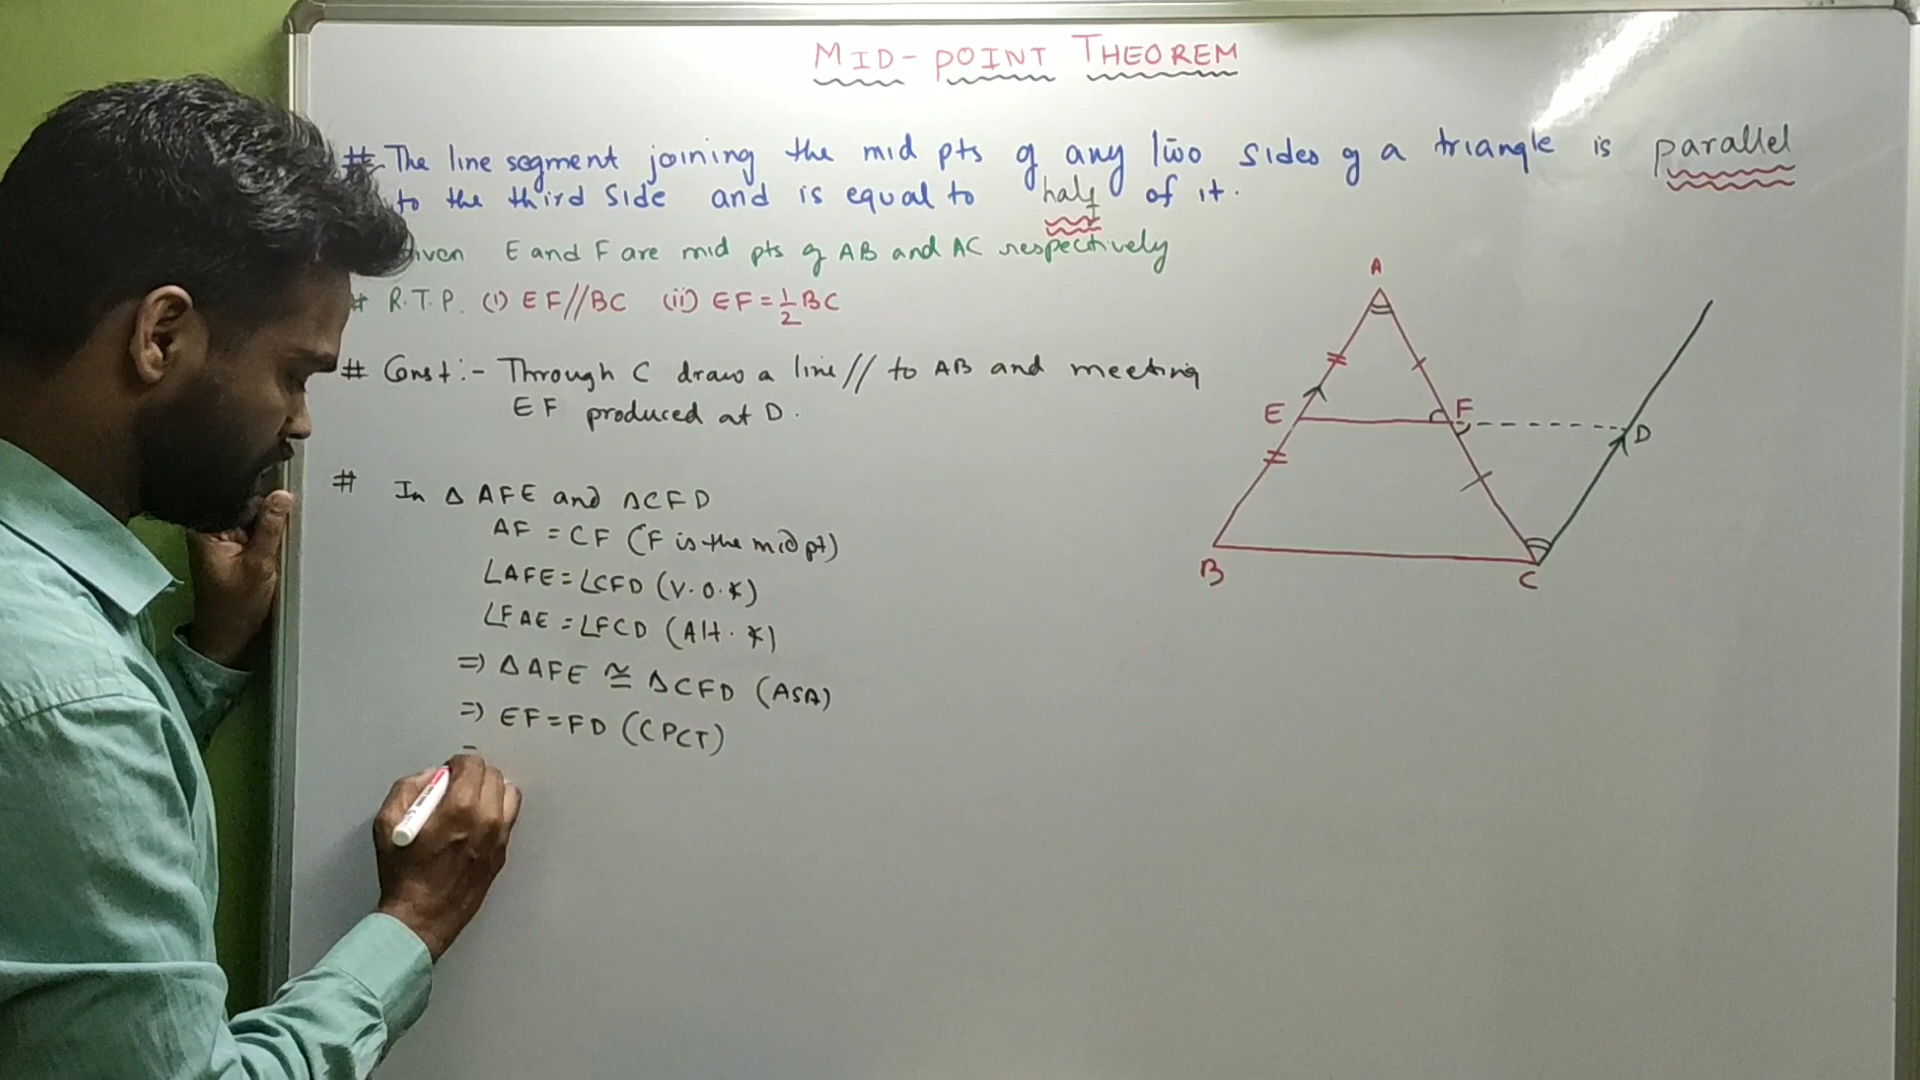 MID-POINT THEOREM
# The line segment joining the mid pts of any two sides of a triangle is parallel
to the third side and is equal to half of it.
iven E and F are mid pts of AB and AC respectively
# R.T.P. (i) EF//BC (ii) EF=1/2 BC
# Const:- Through C draw a line // to AB and meeting
EF produced at D.
# In Δ AFE and ΔCFD
AF = CF (F is the mid pt)
∠AFE = ∠CFD (V.O.∠)
∠FAE = ∠FCD (Alt.∠)
=> Δ AFE ≅ ΔCFD (ASA)
=> EF=FD (CPCT)
A
E
F
D
B
C